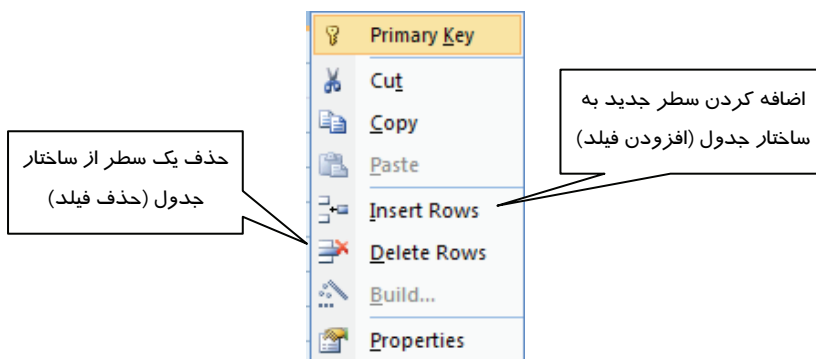 Primary Key
Cut
Copy
Paste
Insert Rows
Delete Rows
Build...
Properties
اضافه کردن سطر جدید به
ساختار جدول (افزودن فیلد)
حذف یک سطر از ساختار
جدول (حذف فیلد)